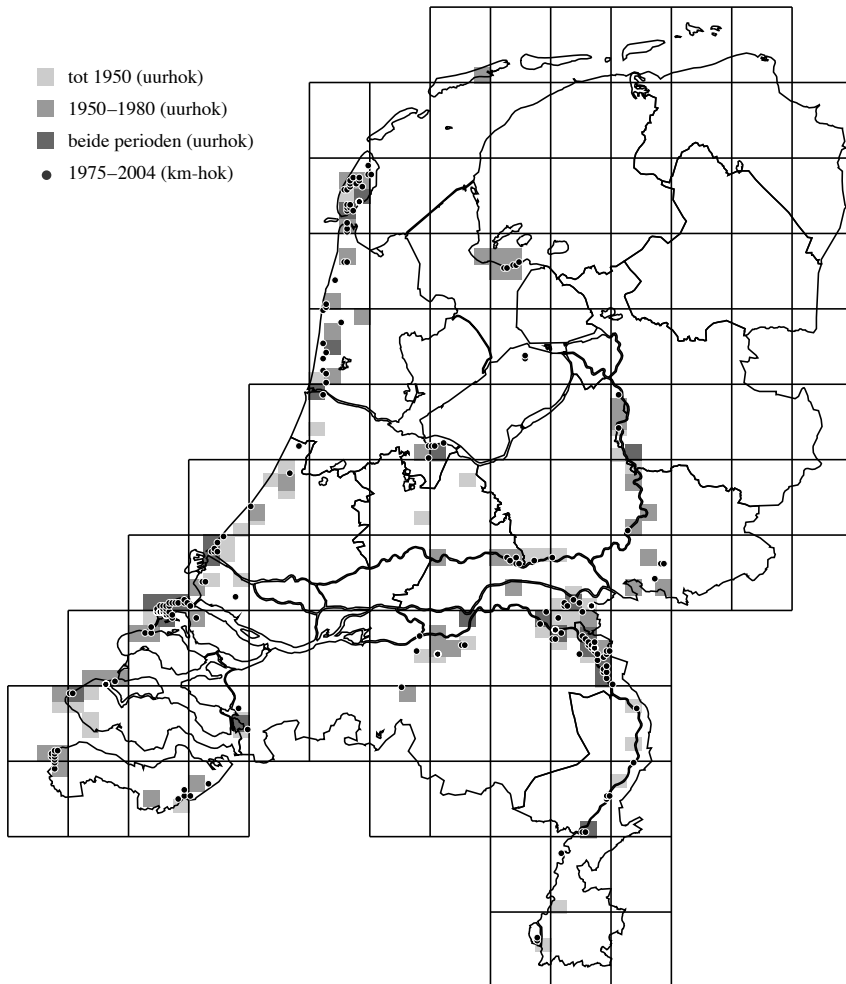 tot 1950 (uurhok)
1950–1980 (uurhok)
beide perioden (uurhok)
1975–2004 (km-hok)